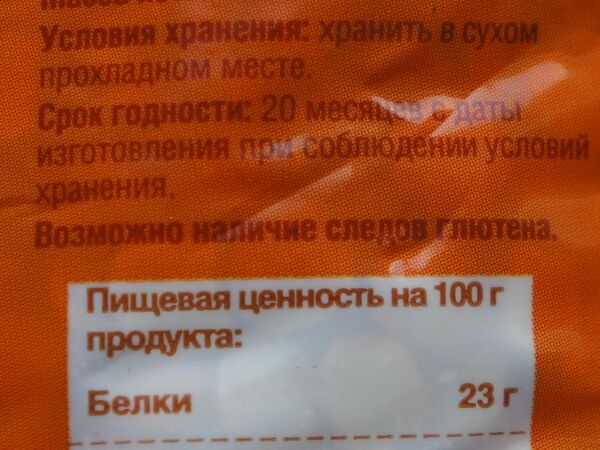 Условия хранения: хранить в сухом
прохладном месте.
Срок годности: 20 месяцев с даты
изготовления при соблюдении условий
хранения.
Возможно наличие следов глютена.
Пищевая ценность на 100 г
продукта:
Белки 23 г